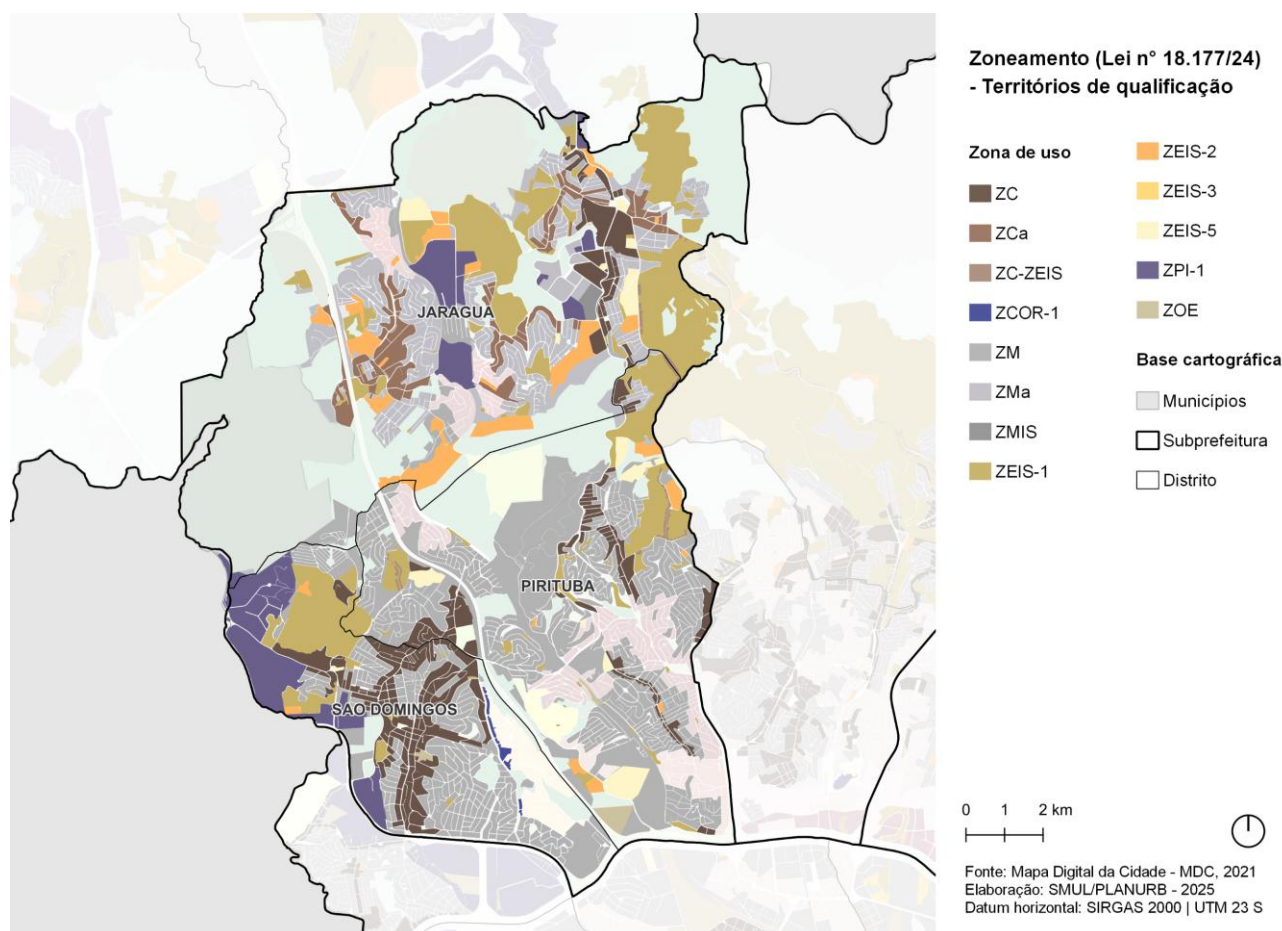 Zoneamento (Lei n° 18.177/24)
- Territórios de qualificação
Zona de uso
ZC
ZCa
ZC-ZEIS
ZCOR-1
ZM
ZMa
ZMIS
ZEIS-1
ZEIS-2
ZEIS-3
ZEIS-5
ZPI-1
ZOE
Base cartográfica
Municípios
Subprefeitura
Distrito
JARAGUA
PIRITUBA
SAO DOMINGOS
0 1 2 km
Fonte: Mapa Digital da Cidade - MDC, 2021
Elaboração: SMUL/PLANURB - 2025
Datum horizontal: SIRGAS 2000 | UTM 23 S